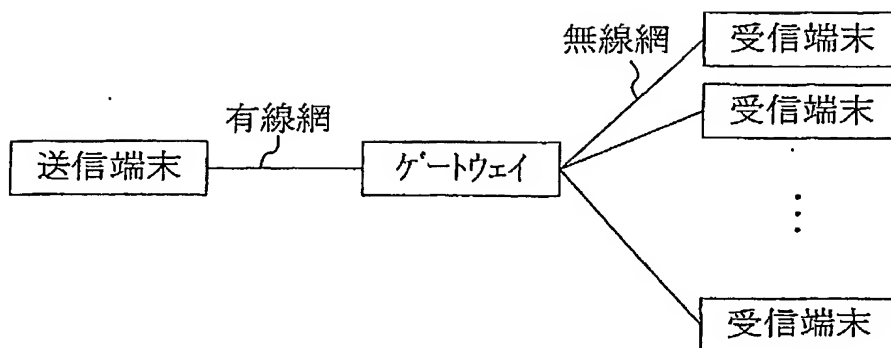 無線網
受信端末
受信端末
有線網
送信端末
ゲートウェイ
受信端末